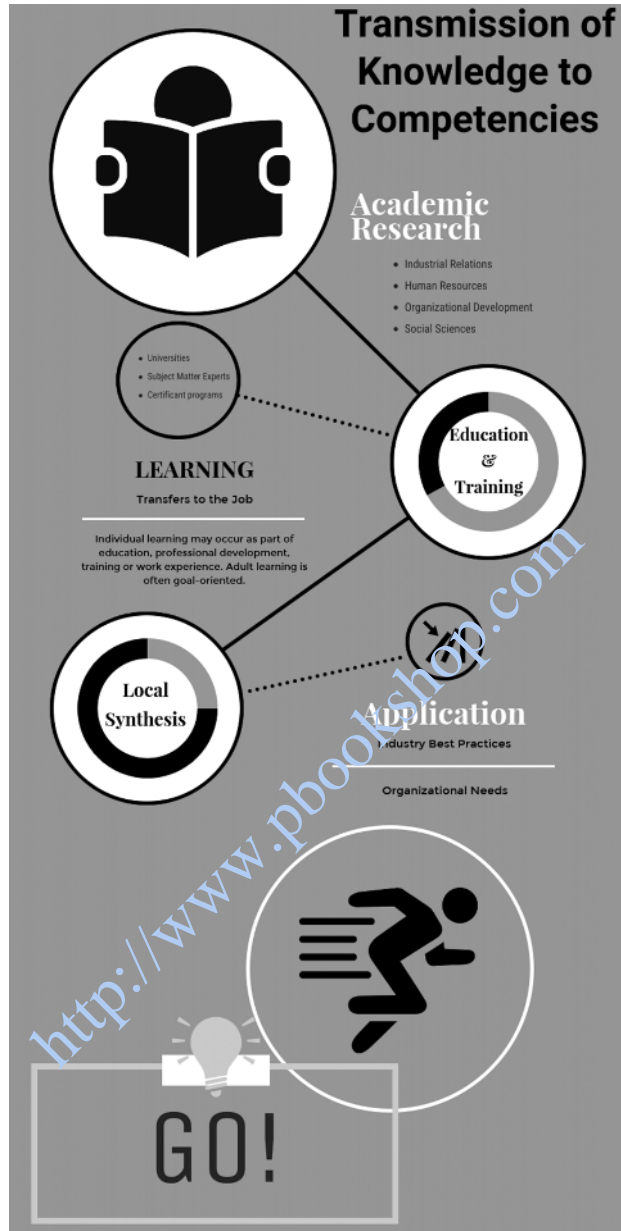 Transmission of
Knowledge to
Competencies
Academic
Research
• Industrial Relations
• Human Resources
• Organizational Development
• Social Sciences
• Universities
• Subject Matter Experts
• Certificant programs
Education
&
Training
LEARNING
Transfers to the Job
Individual learning may occur as part of
education, professional development,
training or work experience. Adult learning is
often goal-oriented.
Local
Synthesis
Application
Industry Best Practices
Organizational Needs
http://www.pbookshop.com
GO!